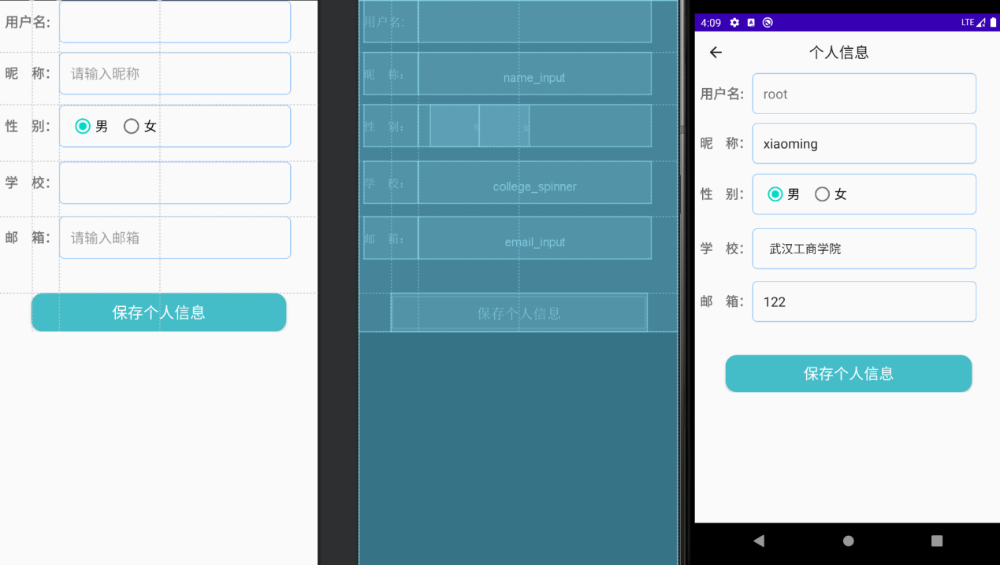 用户名:
昵 称: 请输入昵称
性 别: 男 女
学 校:
邮 箱: 请输入邮箱
保存个人信息
用户名:
昵 称: name_input
性 别: 男 女
学 校: college_spinner
邮 箱: email_input
保存个人信息
4:09 LTE
个人信息
用户名: root
昵 称: xiaoming
性 别: 男 女
学 校: 武汉工商学院
邮 箱: 122
保存个人信息